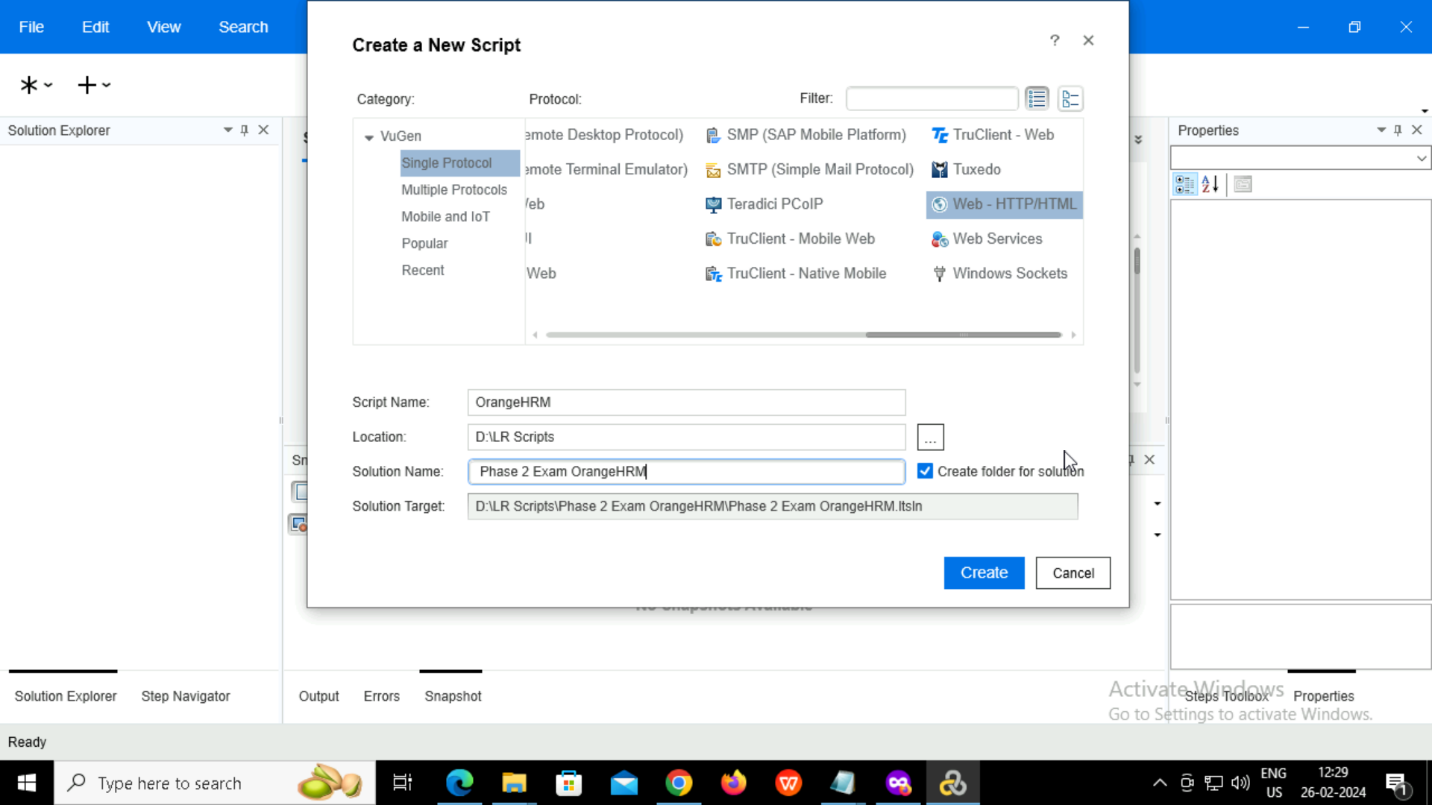 File Edit View Search
Create a New Script
?
Category: Protocol: Filter:
Solution Explorer
Properties
VuGen
Single Protocol
Multiple Protocols
Mobile and IoT
Popular
Recent
emote Desktop Protocol) SMP (SAP Mobile Platform) TruClient - Web
emote Terminal Emulator) SMTP (Simple Mail Protocol) Tuxedo
Teradici PCoIP Web - HTTP/HTML
TruClient - Mobile Web Web Services
Web TruClient - Native Mobile Windows Sockets
Script Name: OrangeHRM
Location: D:\LR Scripts ...
Solution Name: Phase 2 Exam OrangeHRM Create folder for solution
Solution Target: D:\LR Scripts\Phase 2 Exam OrangeHRM\Phase 2 Exam OrangeHRM.ltsln
Create Cancel
No Snapshots Available
Solution Explorer Step Navigator Output Errors Snapshot Steps Toolbox Properties
Activate Windows
Go to Settings to activate Windows.
Ready
Type here to search
ENG
US
12:29
26-02-2024
1